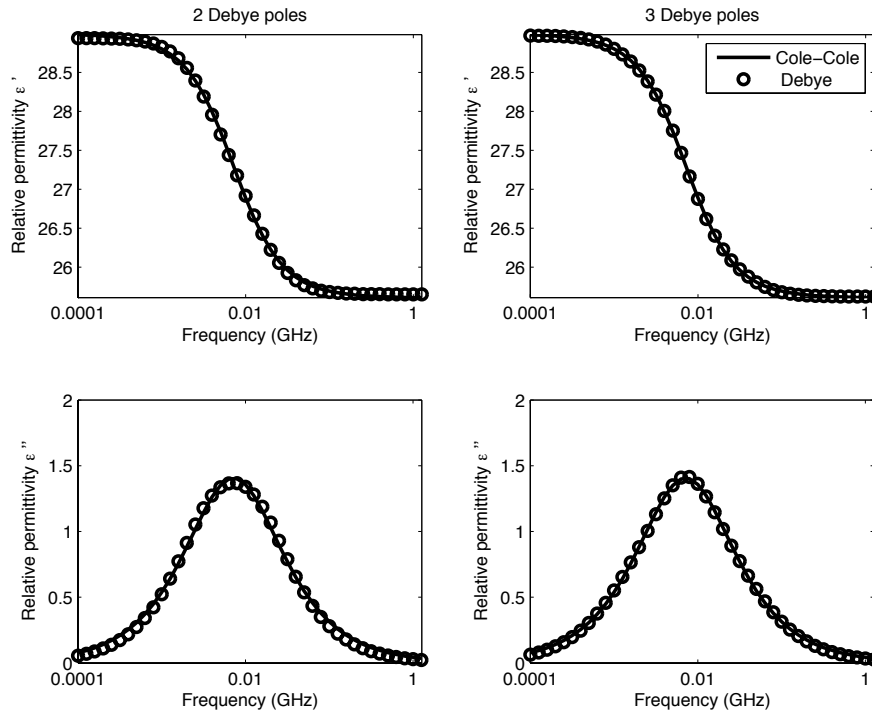 2 Debye poles
28.5
28
27.5
27
26.5
26
Relative permittivity ε '
0.0001
0.01
1
Frequency (GHz)
3 Debye poles
Cole−Cole
Debye
28.5
28
27.5
27
26.5
26
Relative permittivity ε '
0.0001
0.01
1
Frequency (GHz)
2
1.5
1
0.5
0
Relative permittivity ε ''
0.0001
0.01
1
Frequency (GHz)
2
1.5
1
0.5
0
Relative permittivity ε ''
0.0001
0.01
1
Frequency (GHz)